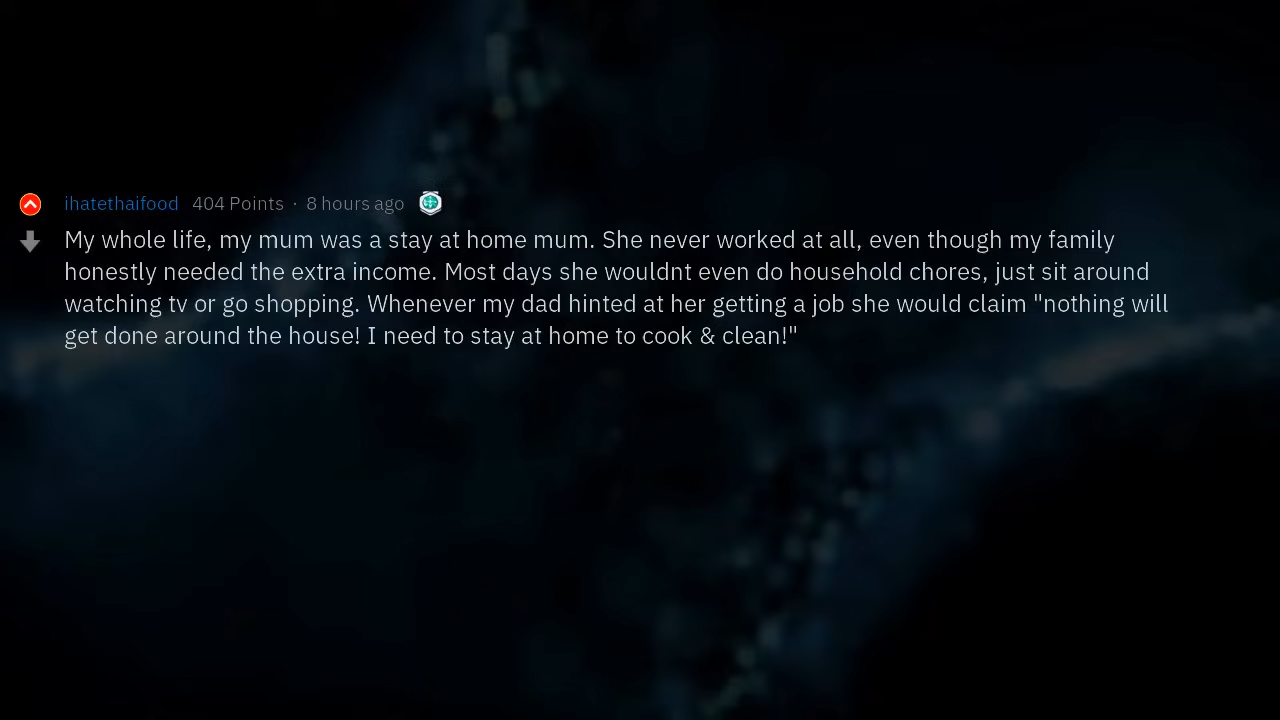 ihatethaifood 404 Points · 8 hours ago
My whole life, my mum was a stay at home mum. She never worked at all, even though my family
honestly needed the extra income. Most days she wouldnt even do household chores, just sit around
watching tv or go shopping. Whenever my dad hinted at her getting a job she would claim "nothing will
get done around the house! I need to stay at home to cook & clean!"